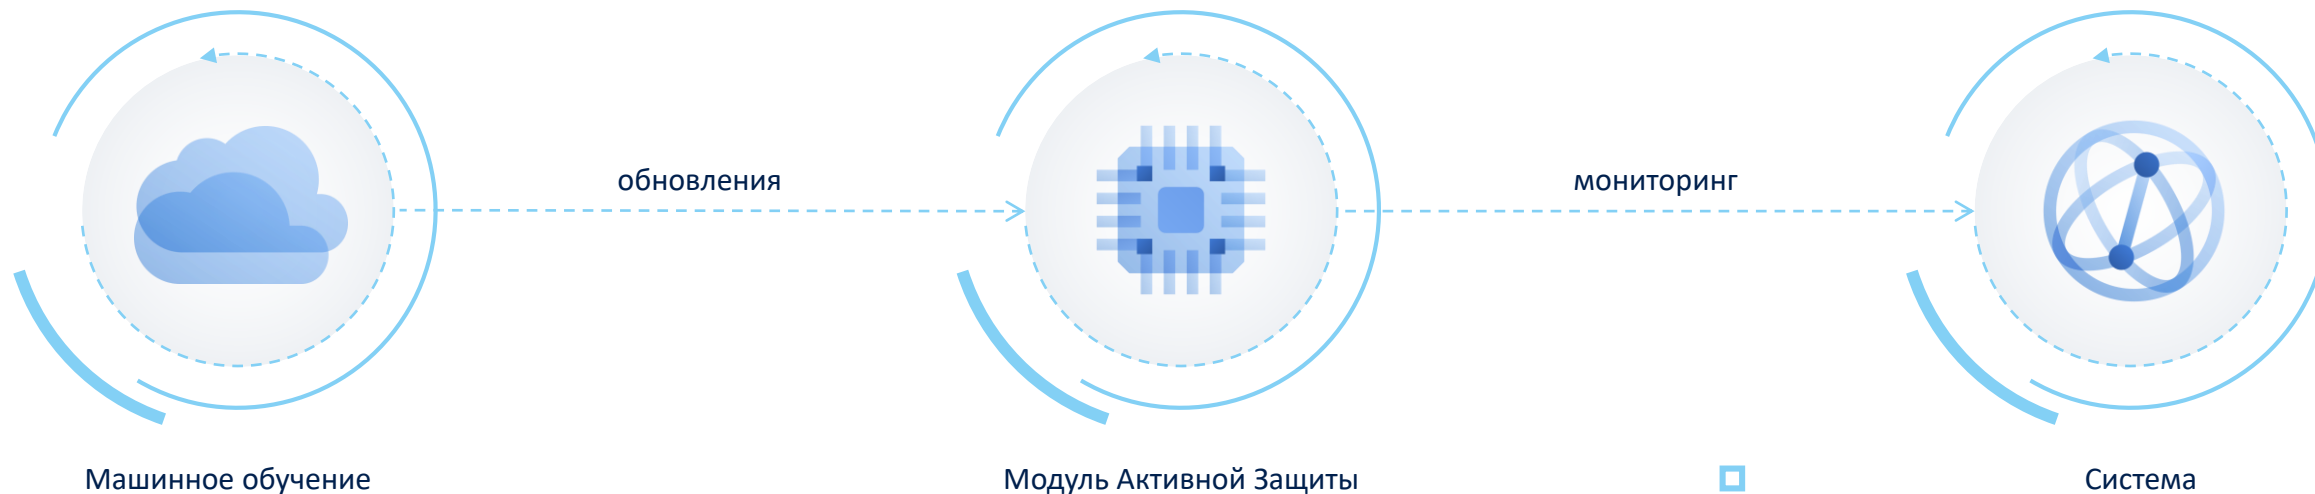 обновления
мониторинг
Машинное обучение
Модуль Активной Защиты
Система